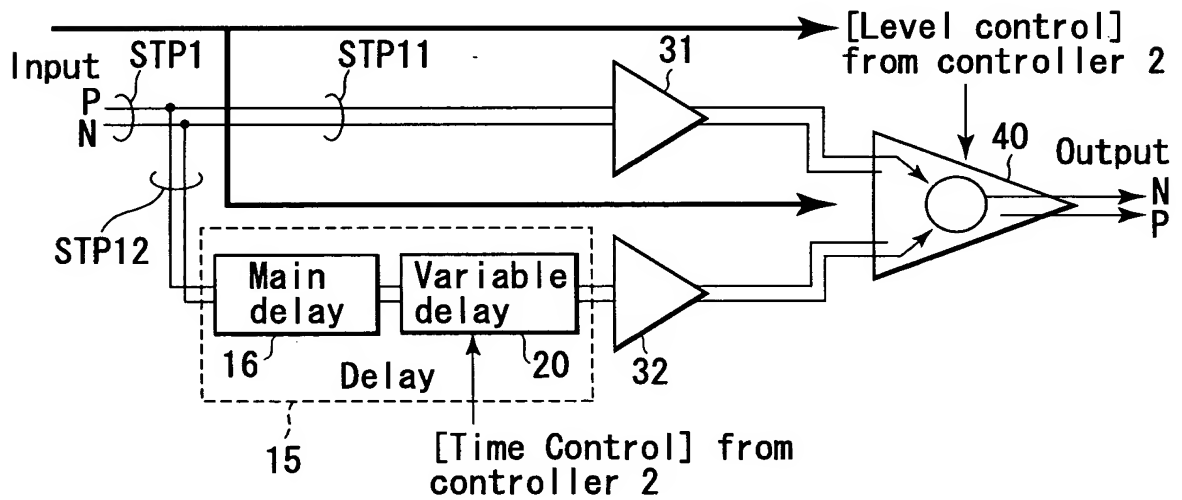 STP1
STP11
31
[Level control]
from controller 2
Input
P
N
40
Output
N
P
STP12
Main
delay
Variable
delay
16
20
32
Delay
15
[Time Control] from
controller 2